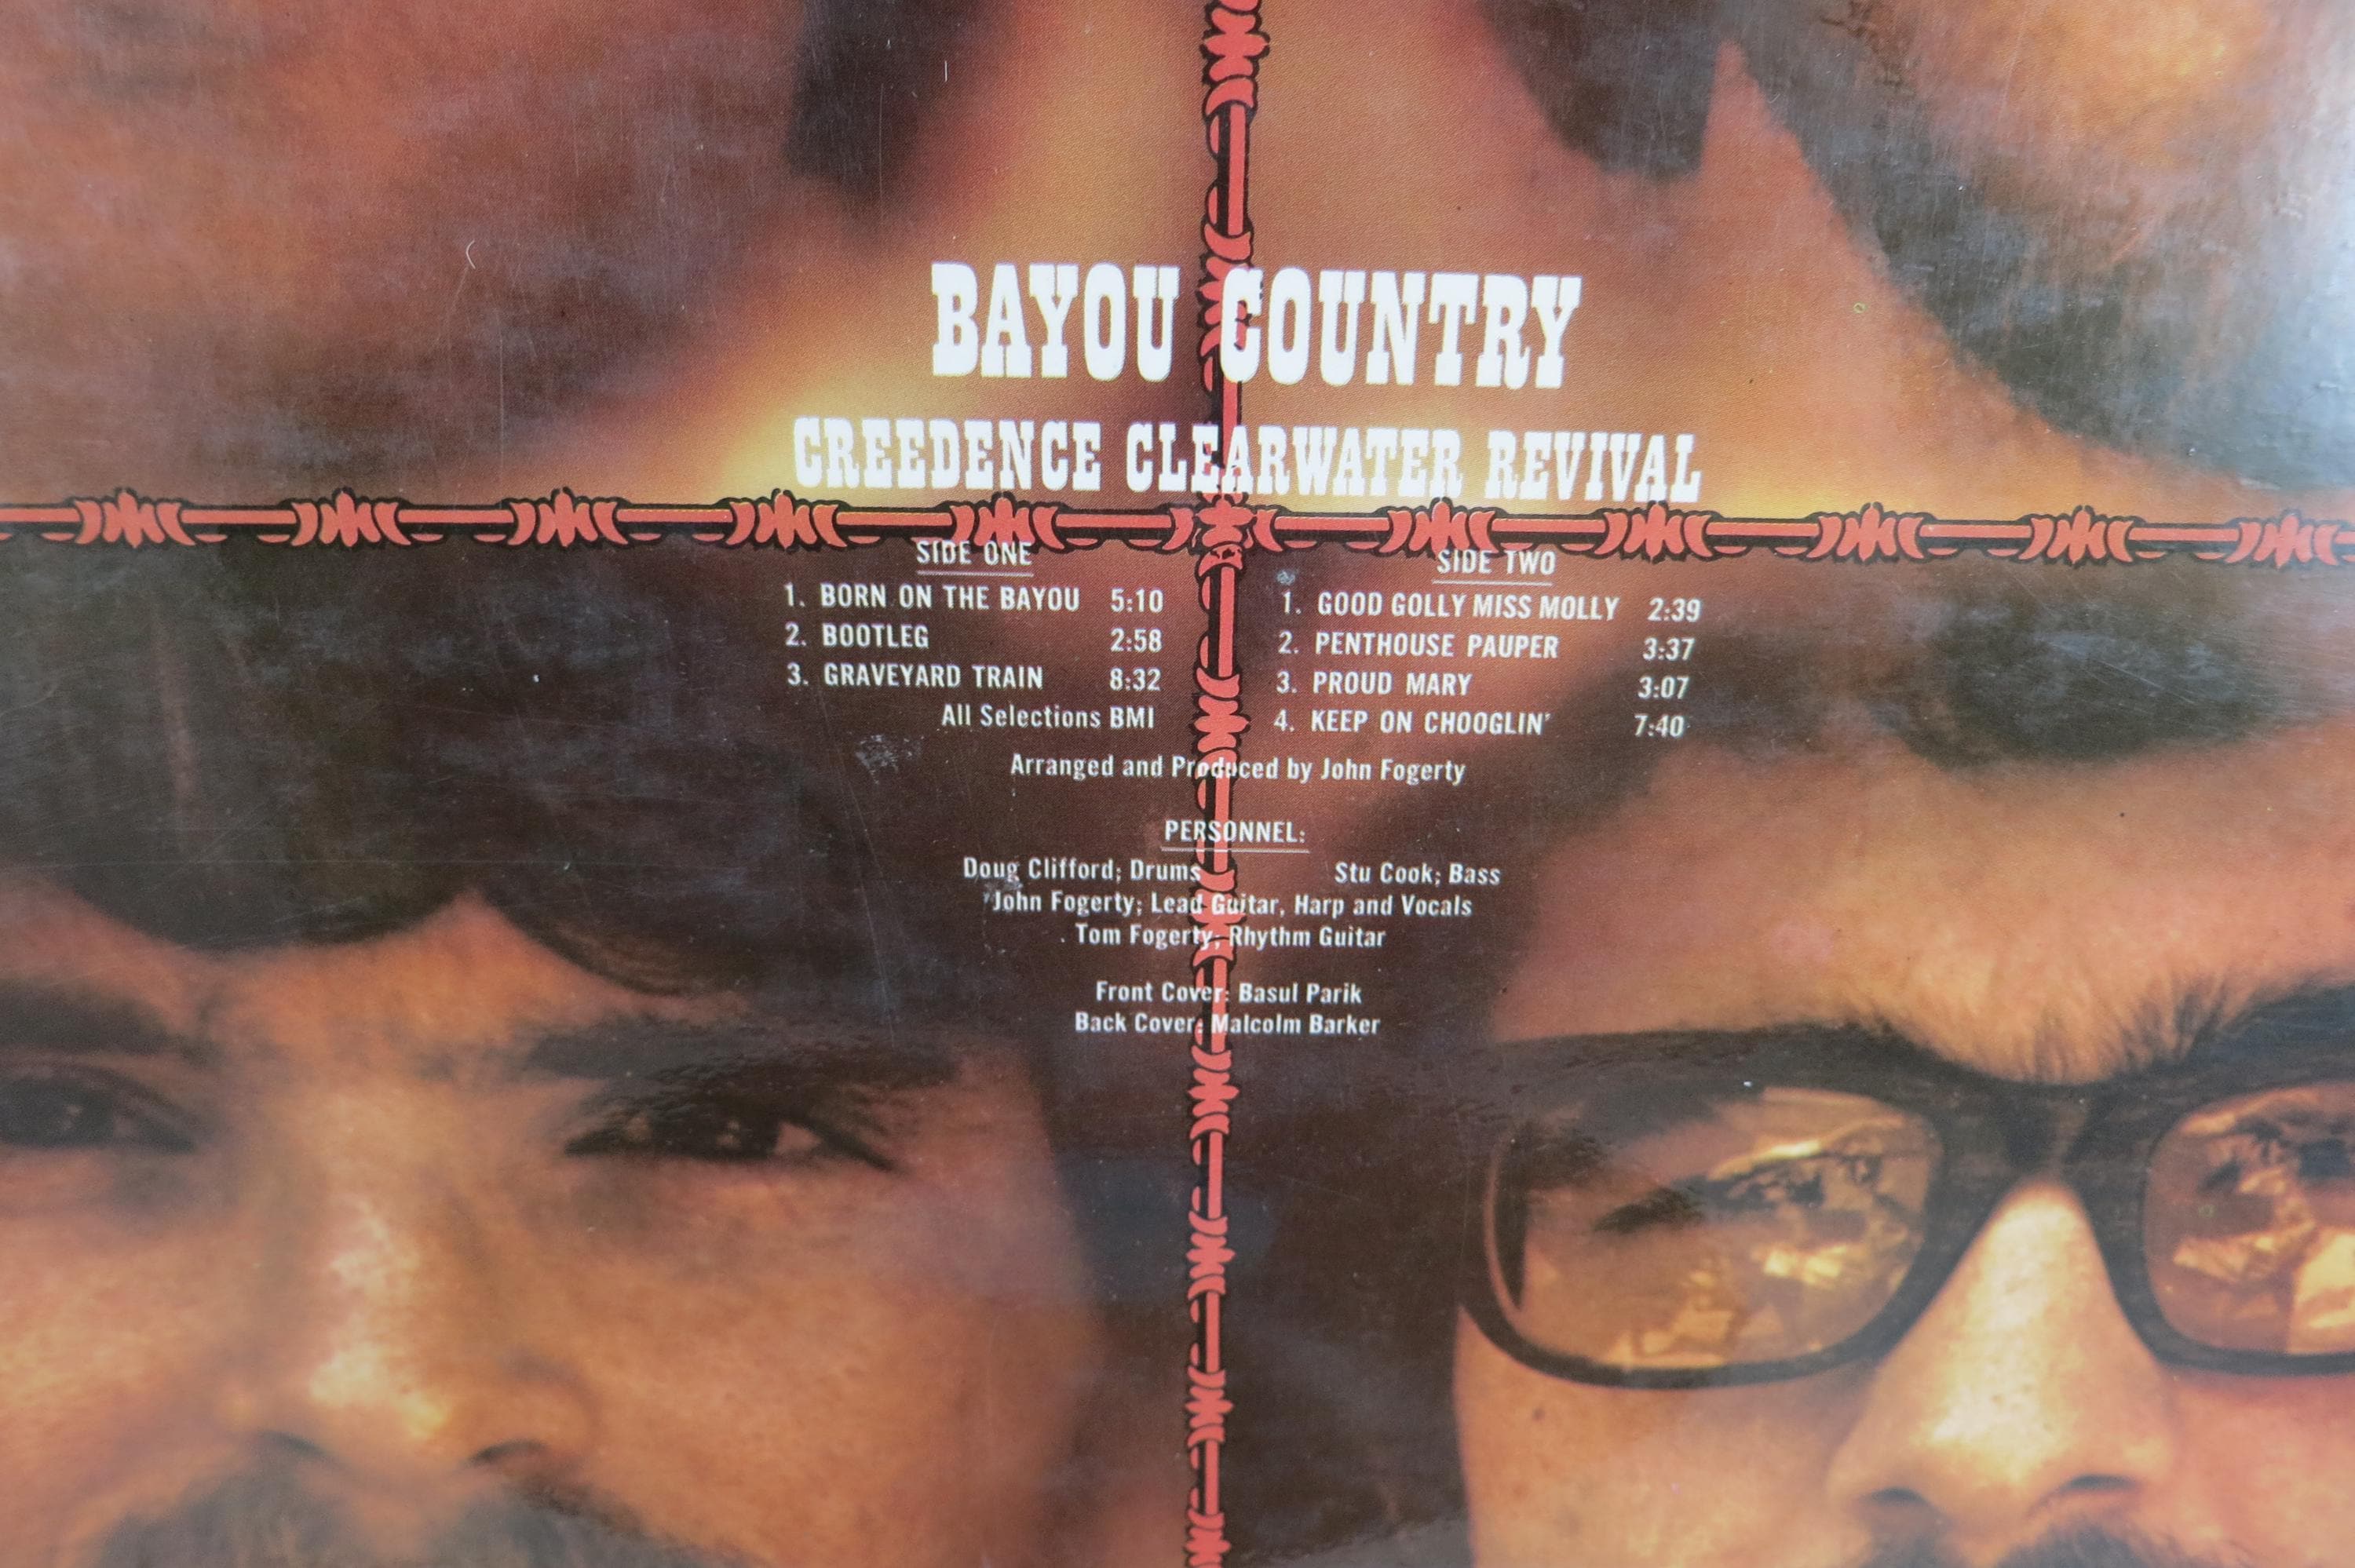 BAYOU COUNTRY
CREEDENCE CLEARWATER REVIVAL
SIDE ONE
1. BORN ON THE BAYOU 5:10
2. BOOTLEG 2:58
3. GRAVEYARD TRAIN 8:32
All Selections BMI
SIDE TWO
1. GOOD GOLLY MISS MOLLY 2:39
2. PENTHOUSE PAUPER 3:37
3. PROUD MARY 3:07
4. KEEP ON CHOOGLIN' 7:40
Arranged and Produced by John Fogerty
PERSONNEL:
Doug Clifford; Drums Stu Cook; Bass
John Fogerty; Lead Guitar, Harp and Vocals
Tom Fogerty; Rhythm Guitar
Front Cover: Basul Parik
Back Cover: Malcolm Barker